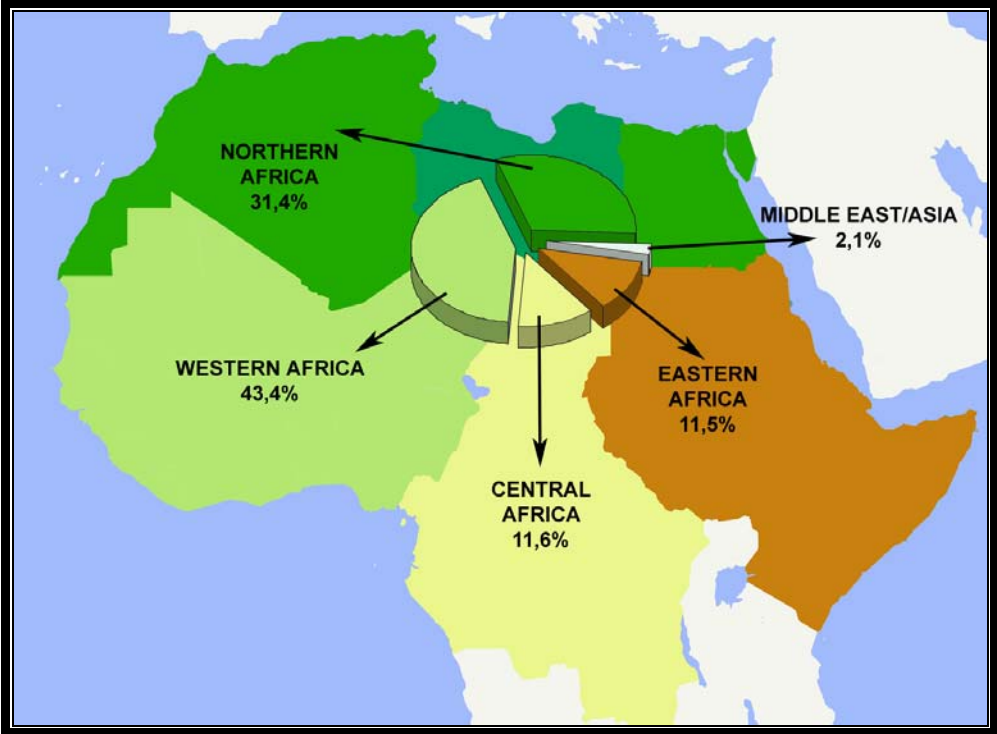 NORTHERN
AFRICA
31,4%
MIDDLE EAST/ASIA
2,1%
WESTERN AFRICA
43,4%
EASTERN
AFRICA
11,5%
CENTRAL
AFRICA
11,6%